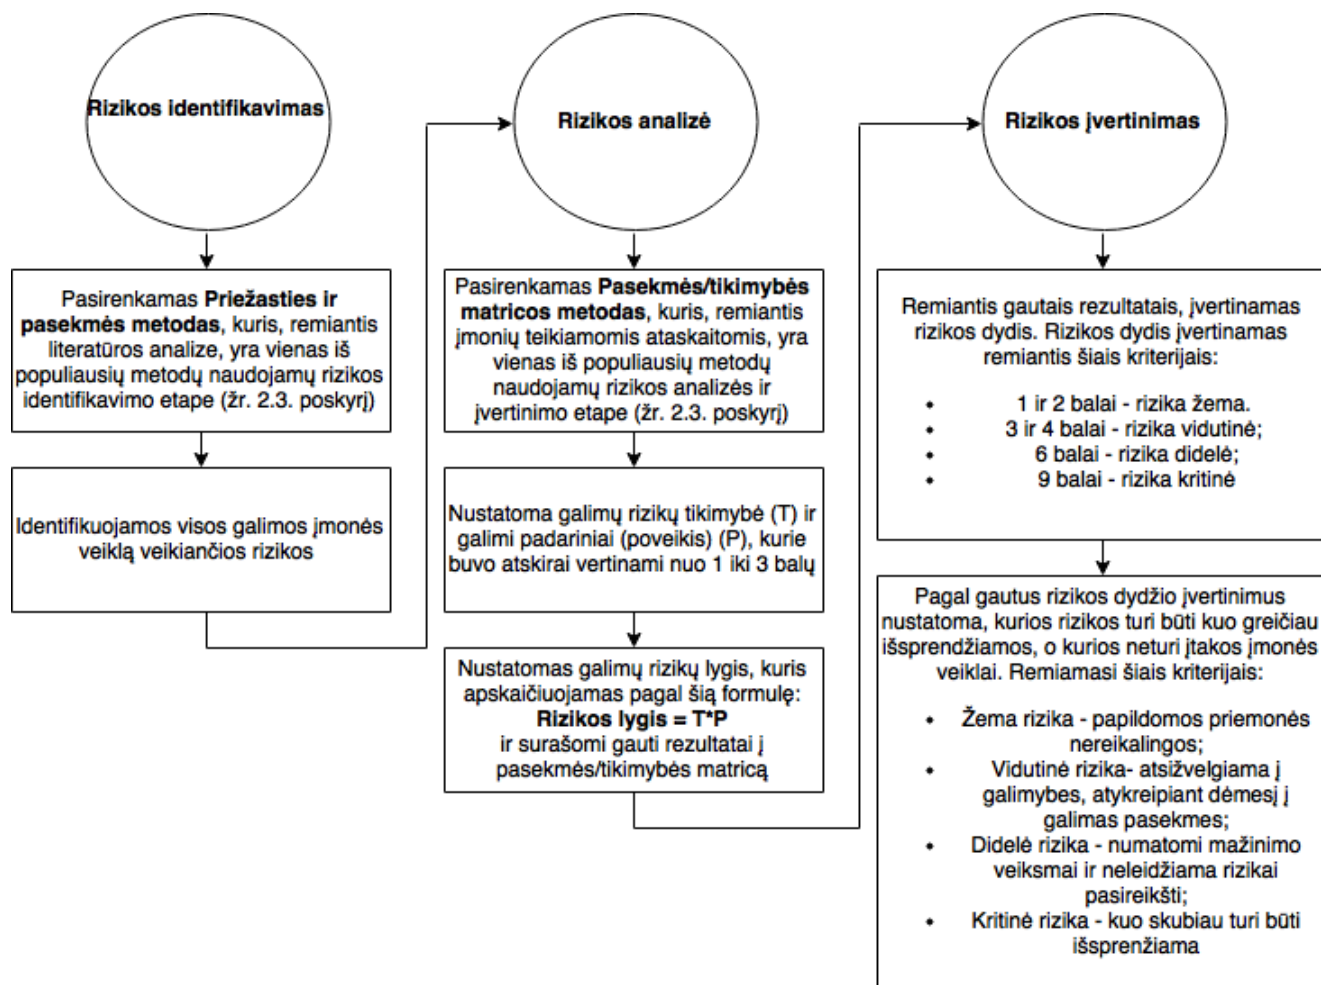 Rizikos identifikavimas
Pasirenkamas Priežasties ir
pasekmės metodas, kuris, remiantis
literatūros analize, yra vienas iš
populiausių metodų naudojamų rizikos
identifikavimo etape (žr. 2.3. poskyrį)
Identifikuojamos visos galimos įmonės
veiklą veikiančios rizikos
Rizikos analizė
Pasirenkamas Pasekmės/tikimybės
matricos metodas, kuris, remiantis
įmonių teikiamomis ataskaitomis, yra
vienas iš populiausių metodų
naudojamų rizikos analizės ir
įvertinimo etape (žr. 2.3. poskyrį)
Nustatoma galimų rizikų tikimybė (T) ir
galimi padariniai (poveikis) (P), kurie
buvo atskirai vertinami nuo 1 iki 3 balų
Nustatomas galimų rizikų lygis, kuris
apskaičiuojamas pagal šią formulę:
Rizikos lygis = T*P
ir surašomi gauti rezultatai į
pasekmės/tikimybės matricą
Rizikos įvertinimas
Remiantis gautais rezultatais, įvertinamas
rizikos dydis. Rizikos dydis įvertinamas
remiantis šiais kriterijais:
• 1 ir 2 balai - rizika žema.
• 3 ir 4 balai - rizika vidutinė;
• 6 balai - rizika didelė;
• 9 balai - rizika kritinė
Pagal gautus rizikos dydžio įvertinimus
nustatoma, kurios rizikos turi būti kuo greičiau
išsprendžiamos, o kurios neturi įtakos įmonės
veiklai. Remiamasi šiais kriterijais:
• Žema rizika - papildomos priemonės
nereikalingos;
• Vidutinė rizika- atsižvelgiama į
galimybes, atykreipiant dėmesį į
galimas pasekmes;
• Didelė rizika - numatomi mažinimo
veiksmai ir neleidžiama rizikai
pasireikšti;
• Kritinė rizika - kuo skubiau turi būti
išsprenžiama